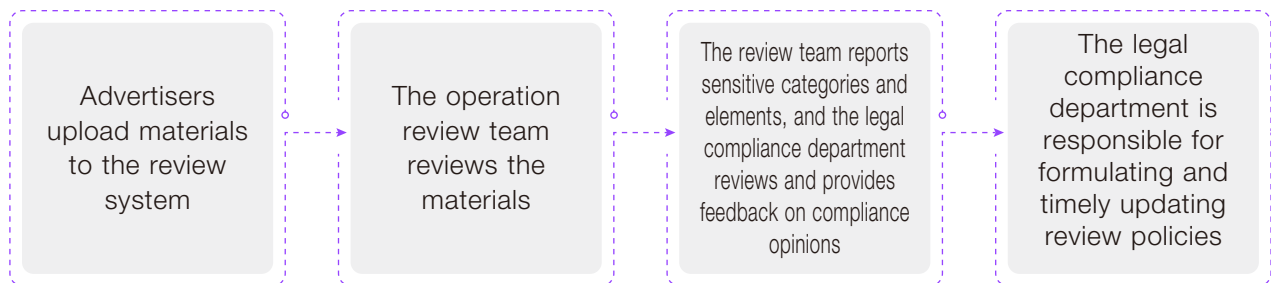 Advertisers
upload materials
to the review
system
The operation
review team
reviews the
materials
The review team reports
sensitive categories and
elements, and the legal
compliance department
reviews and provides
feedback on compliance
opinions
The legal
compliance
department is
responsible for
formulating and
timely updating
review policies